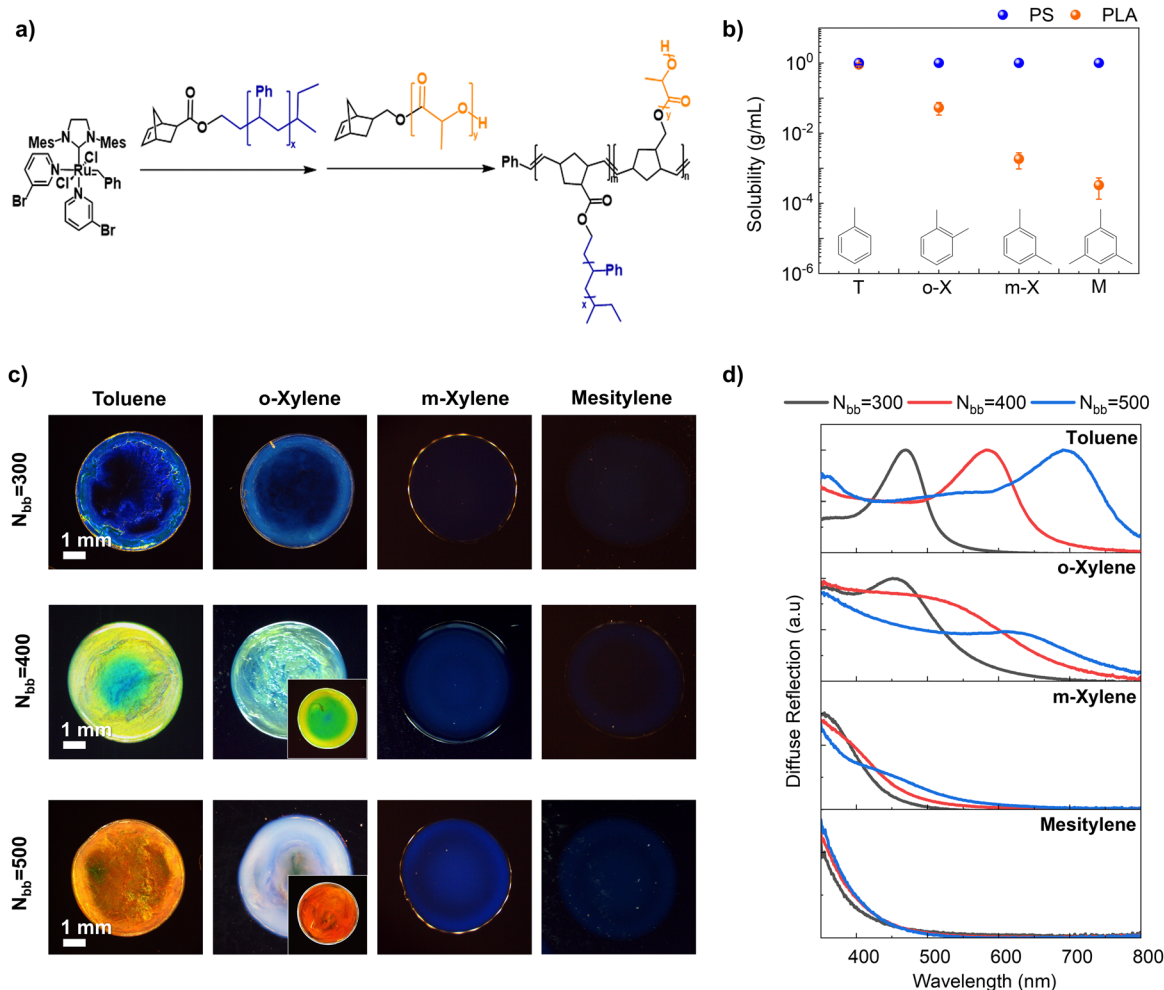 a)
Mes
N
N
Mes
Cl
N
Ru
Ph
Cl
Br
N
Br
O
O
Ph
x
O
O
O
H
y
H
O
O
y
O
Ph
m
n
O
O
Ph
x
b)
PS
PLA
Solubility (g/mL)
10^0
10^-2
10^-4
10^-6
T
o-X
m-X
M
c)
Toluene
o-Xylene
m-Xylene
Mesitylene
N_bb=300
1 mm
N_bb=400
1 mm
N_bb=500
1 mm
d)
N_bb=300
N_bb=400
N_bb=500
Toluene
o-Xylene
m-Xylene
Mesitylene
Diffuse Reflection (a.u)
400
500
600
700
800
Wavelength (nm)